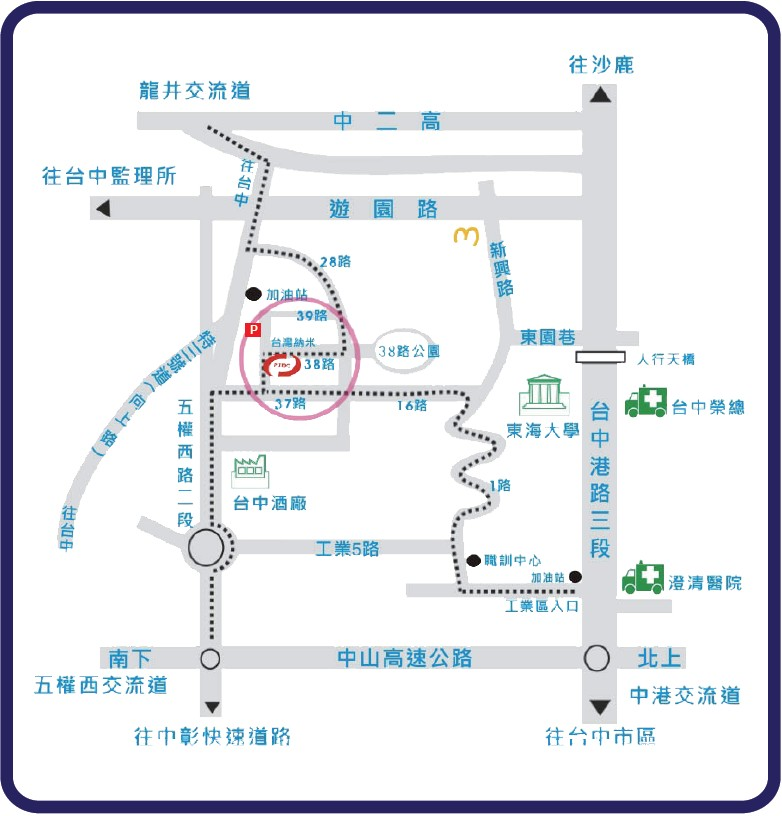 往沙鹿
龍井交流道
中二高
往台中
往台中監理所
遊園路
3
新興路
28路
加油站
39路
P
台灣納米
38路
PIDC
38路公園
東園巷
人行天橋
特三號道(向上路)
往台中
37路
16路
五權西路二段
東海大學
台中榮總
台中港路三段
台中酒廠
1路
工業5路
職訓中心
加油站
澄清醫院
工業區入口
南下
中山高速公路
北上
五權西交流道
中港交流道
往中彰快速道路
往台中市區